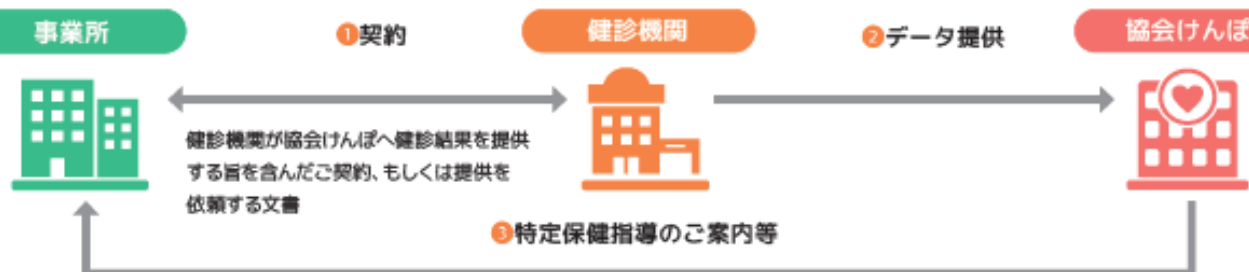 事業所
❶契約
健診機関
❷データ提供
協会けんぽ
健診機関が協会けんぽへ健診結果を提供
する旨を含んだご契約、もしくは提供を
依頼する文書
❸特定保健指導のご案内等